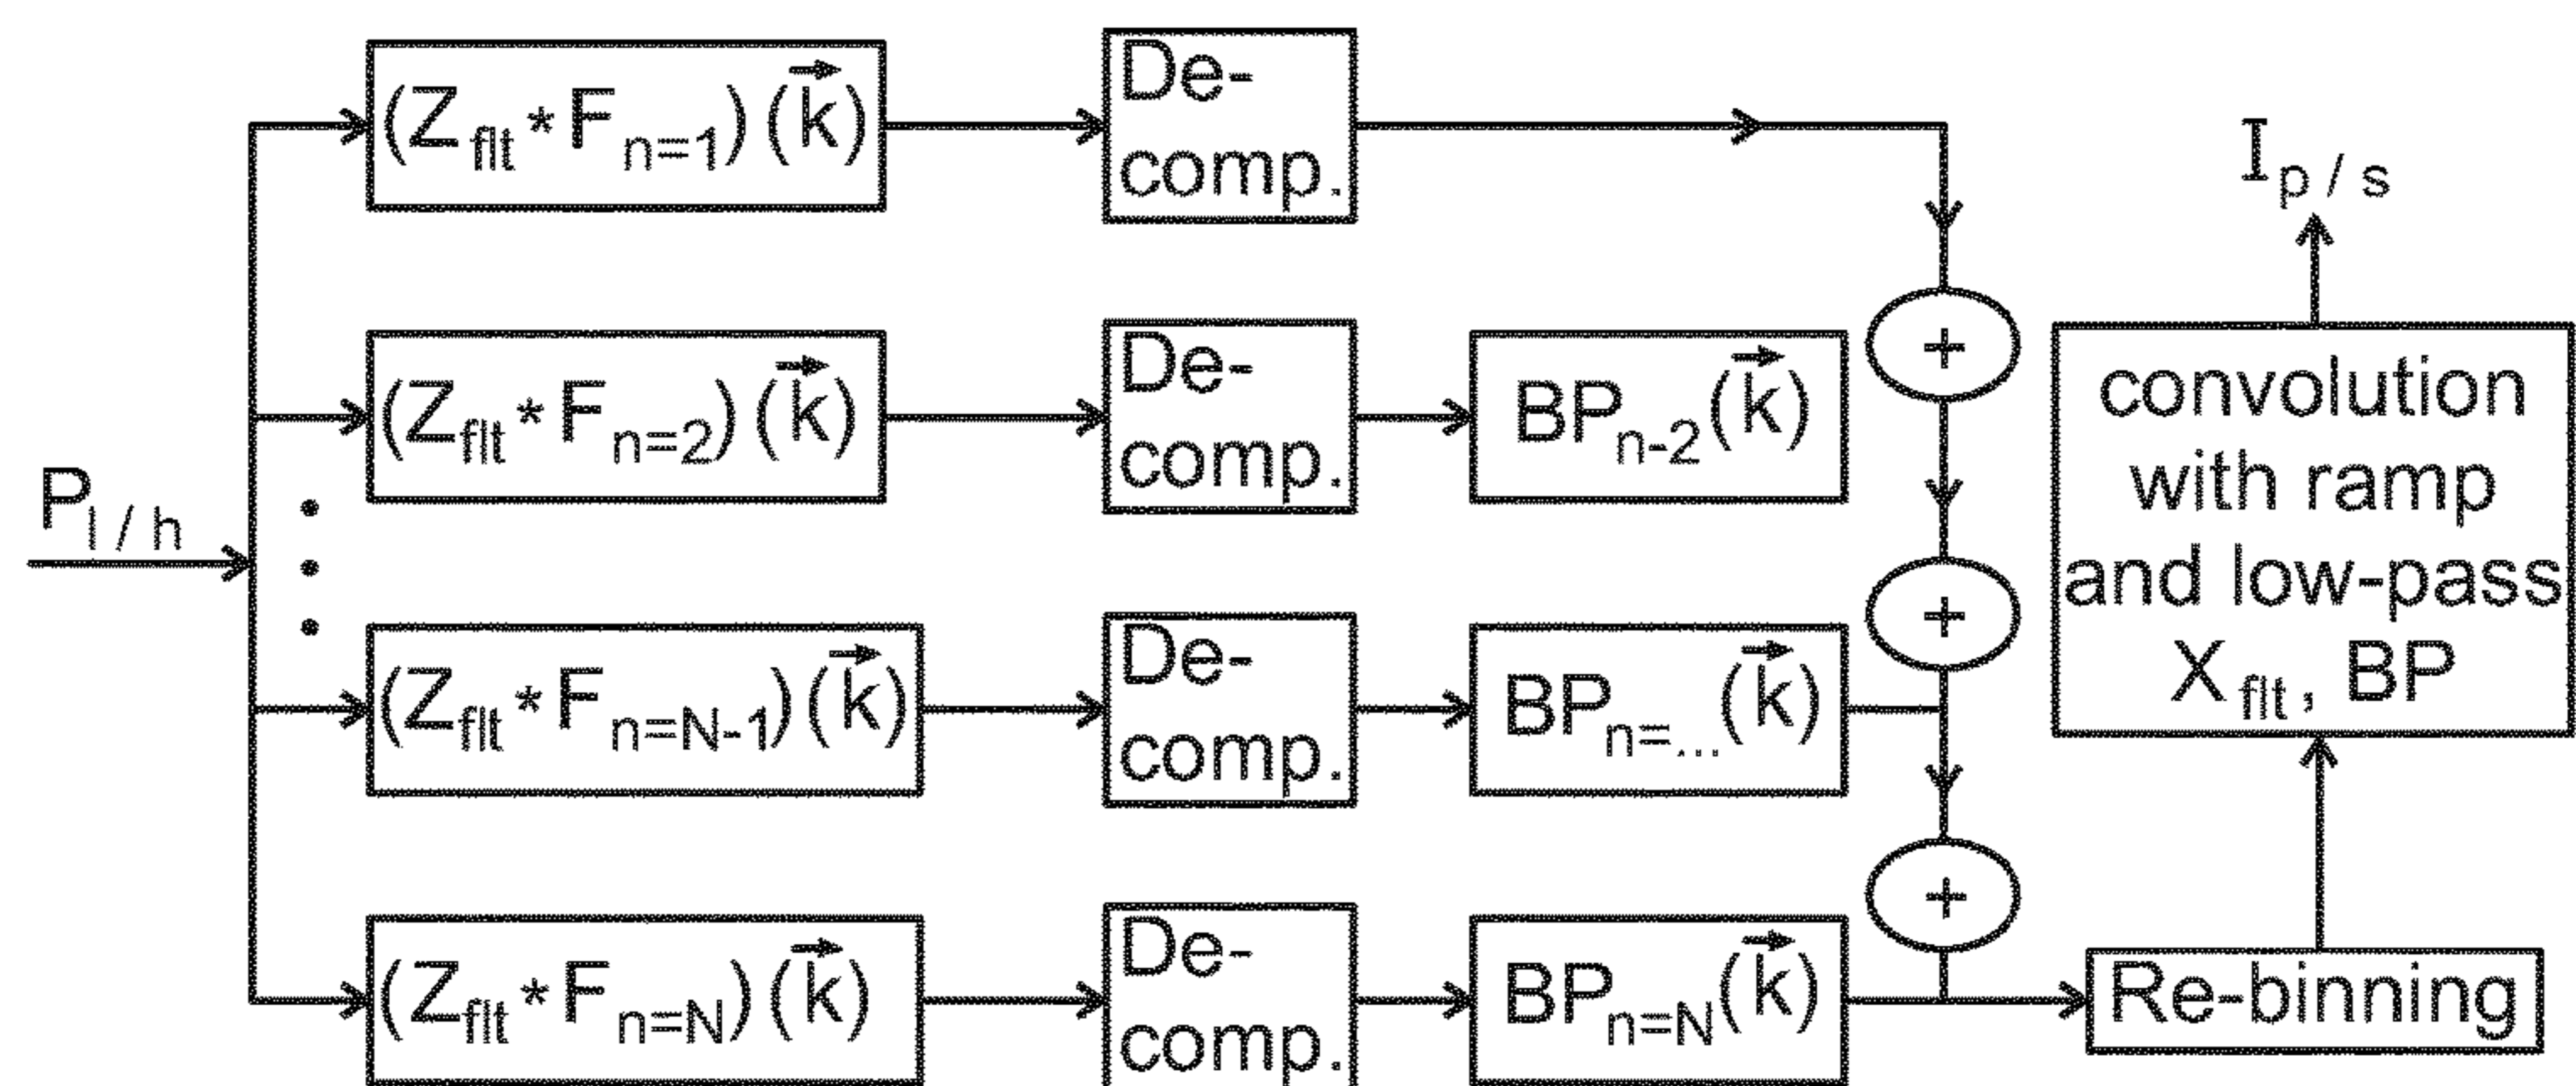 (Z flt * F n=1)(k⃗)
De-
comp.
I p / s
(Z flt * F n=2)(k⃗)
De-
comp.
BP n-2(k⃗)
+
convolution
with ramp
and low-pass
X flt, BP
P l / h
+
(Z flt * F n=N-1)(k⃗)
De-
comp.
BP n=...(k⃗)
+
(Z flt * F n=N)(k⃗)
De-
comp.
BP n=N(k⃗)
Re-binning